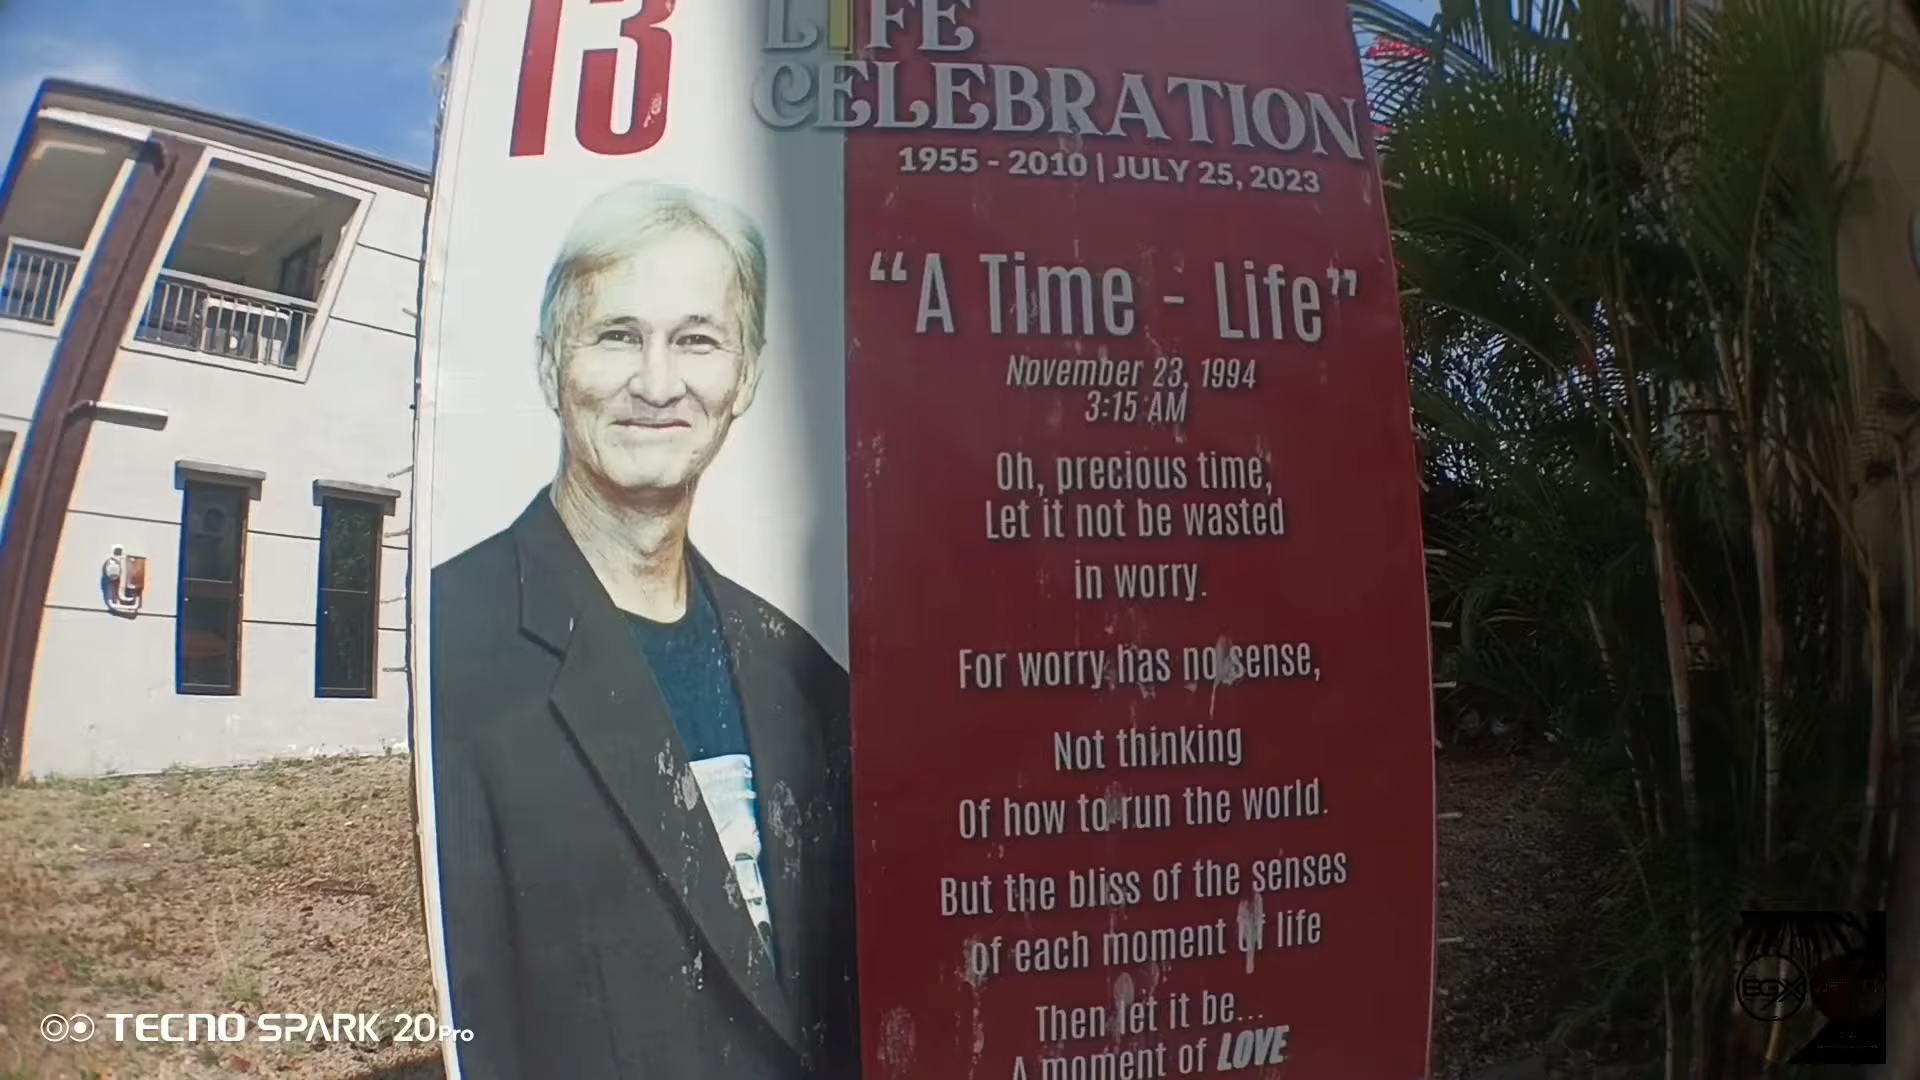 13
LIFE
CELEBRATION
1955 - 2010 | JULY 25, 2023
“A Time - Life”
November 23, 1994
3:15 AM
Oh, precious time,
Let it not be wasted
in worry.
For worry has no sense,
Not thinking
Of how to run the world.
But the bliss of the senses
of each moment of life
Then let it be...
A moment of LOVE
TECNO SPARK 20Pro
EGX